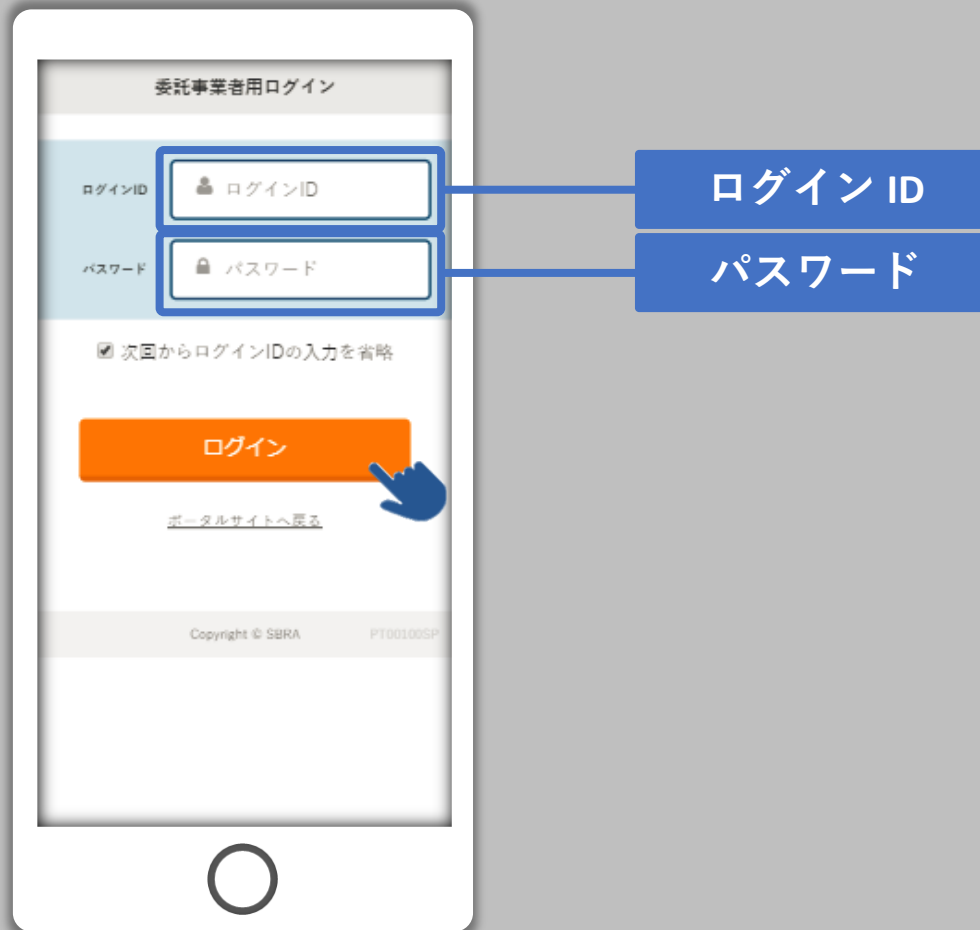 委託事業者用ログイン
ログインID
ログインID
ログイン ID
パスワード
パスワード
パスワード
次回からログインIDの入力を省略
ログイン
ポータルサイトへ戻る
Copyright © SBRA
PT00100SP